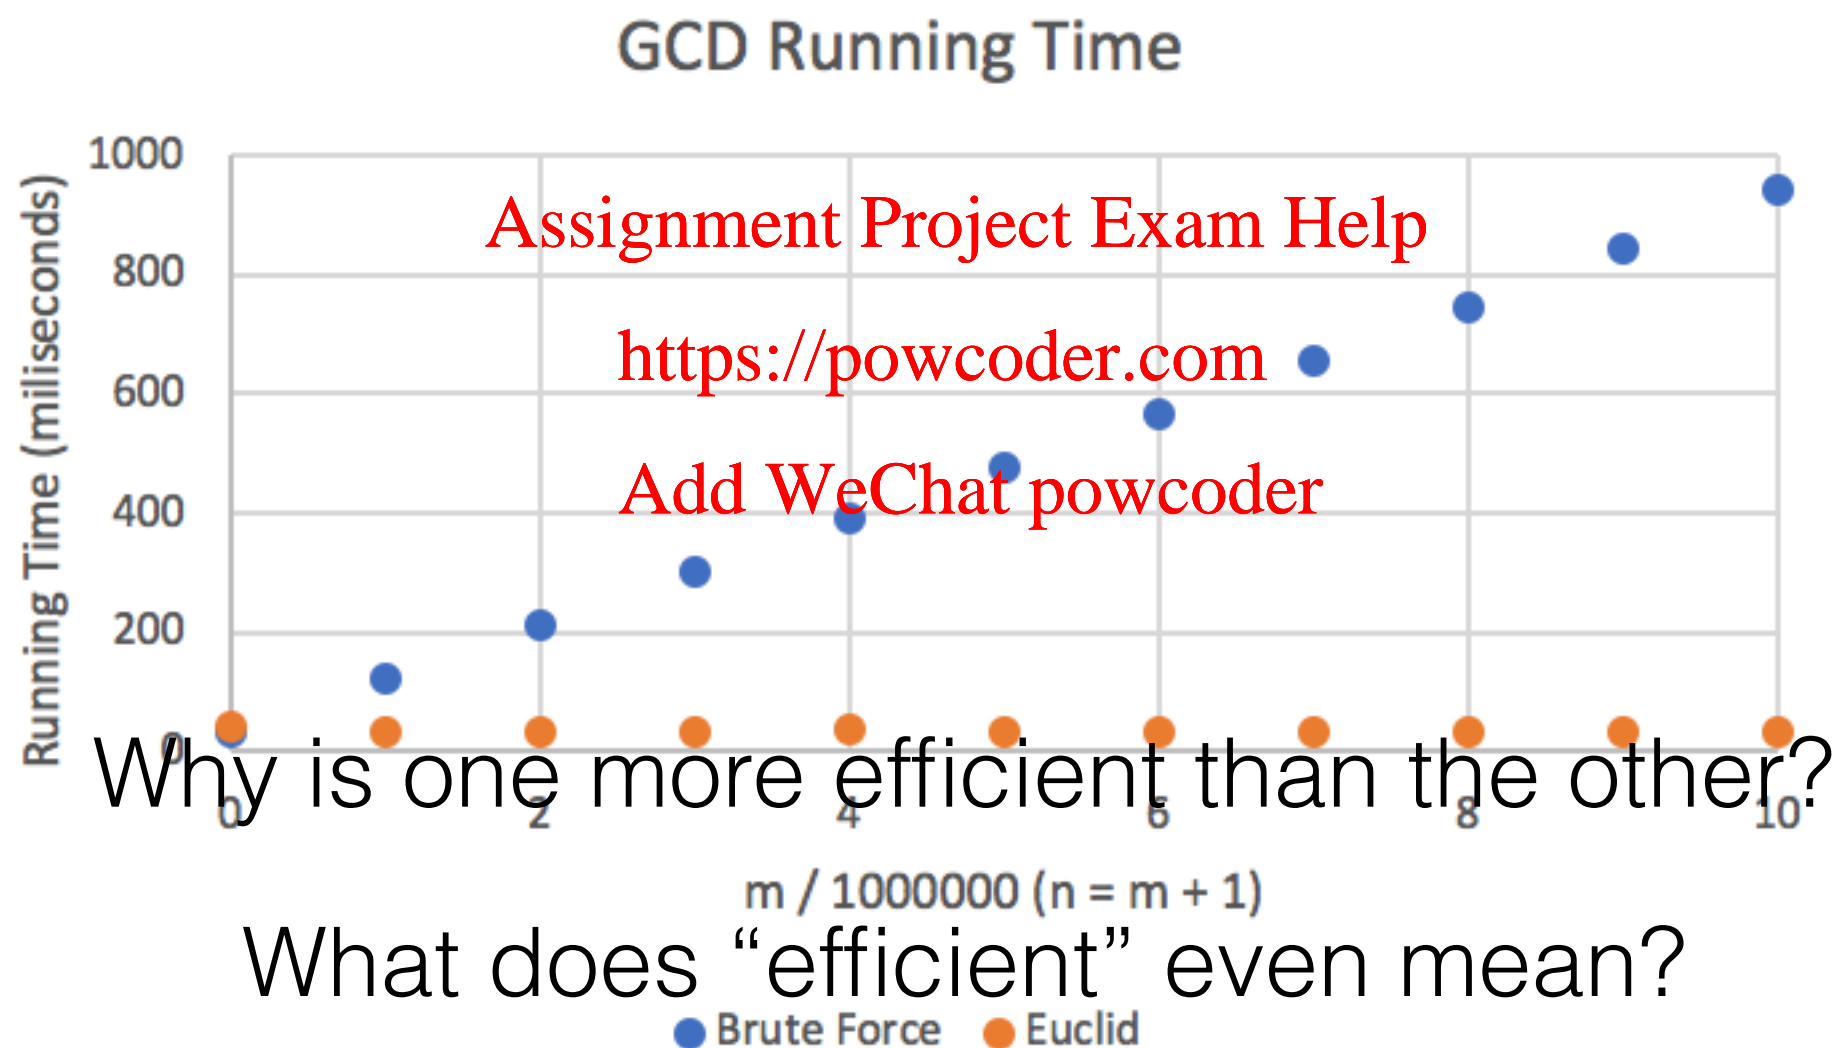 GCD Running Time
1000
Assignment Project Exam Help
800
https://powcoder.com
600
Add WeChat powcoder
400
200
0
Running Time (miliseconds)
Why is one more efficient than the other?
0 2 4 6 8 10
m / 1000000 (n = m + 1)
What does “efficient” even mean?
Brute Force Euclid